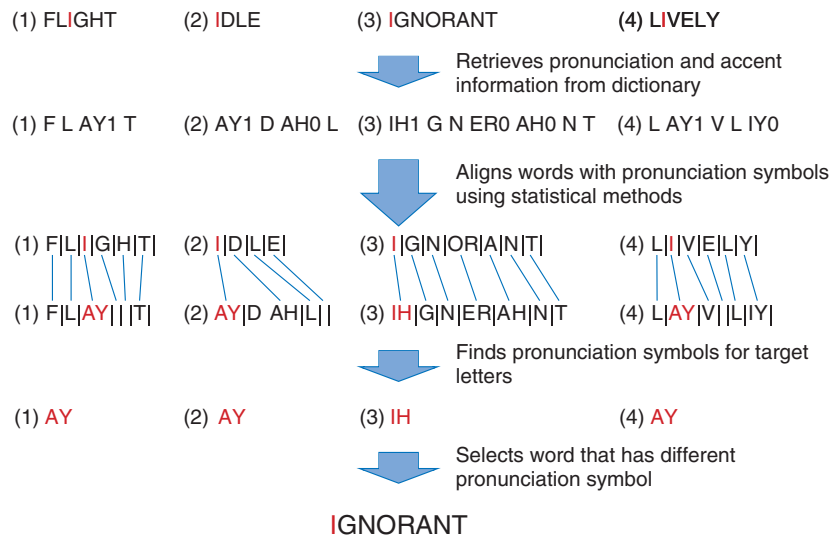 (1) FLIGHT (2) IDLE (3) IGNORANT (4) LIVELY
Retrieves pronunciation and accent
information from dictionary
(1) F L AY1 T (2) AY1 D AH0 L (3) IH1 G N ER0 AH0 N T (4) L AY1 V L IY0
Aligns words with pronunciation symbols
using statistical methods
(1) F|L|I|G|H|T| (2) I|D|L|E| (3) I|G|N|OR|A|N|T| (4) L|I|V|E|L|Y|
(1) F|L|AY|||T| (2) AY|D AH|L|| (3) IH|G|N|ER|AH|N|T (4) L|AY|V||L|IY|
Finds pronunciation symbols for target
letters
(1) AY (2) AY (3) IH (4) AY
Selects word that has different
pronunciation symbol
IGNORANT